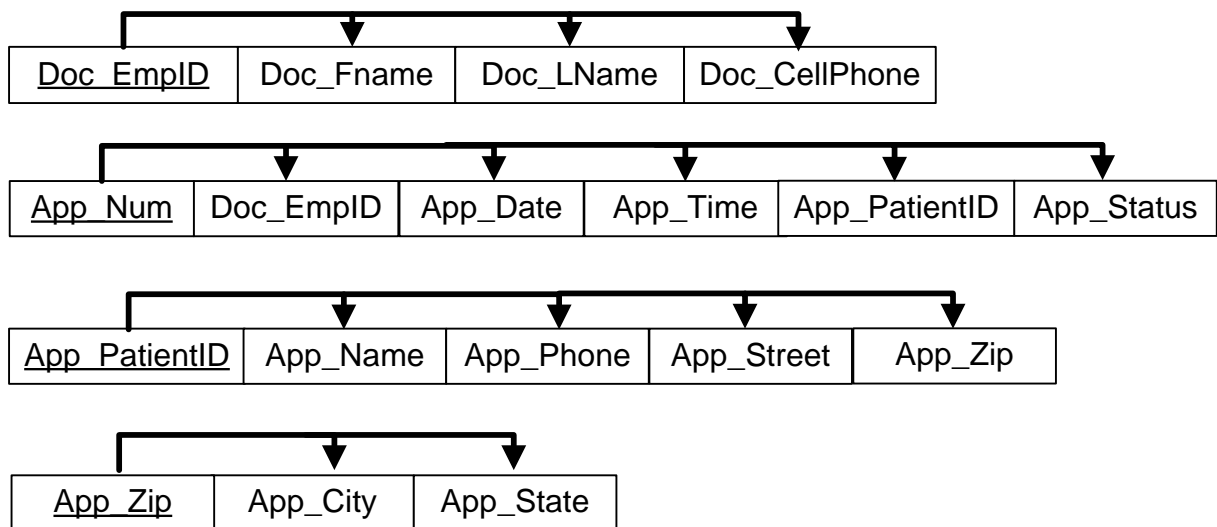 Doc_EmpID Doc_Fname Doc_LName Doc_CellPhone
App_Num Doc_EmpID App_Date App_Time App_PatientID App_Status
App_PatientID App_Name App_Phone App_Street App_Zip
App_Zip App_City App_State